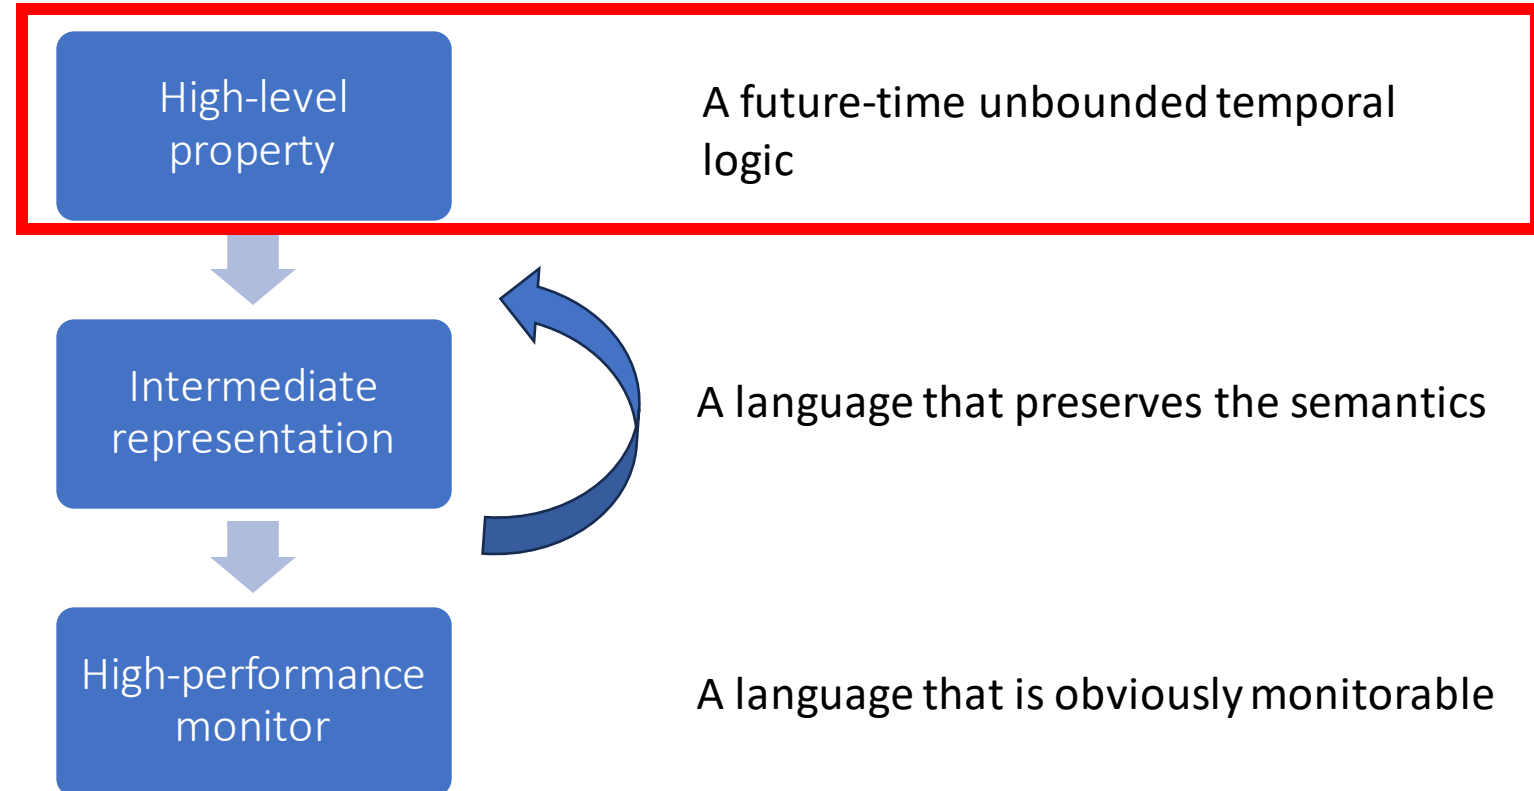 High-level
property
A future-time unbounded temporal
logic
Intermediate
representation
A language that preserves the semantics
High-performance
monitor
A language that is obviously monitorable